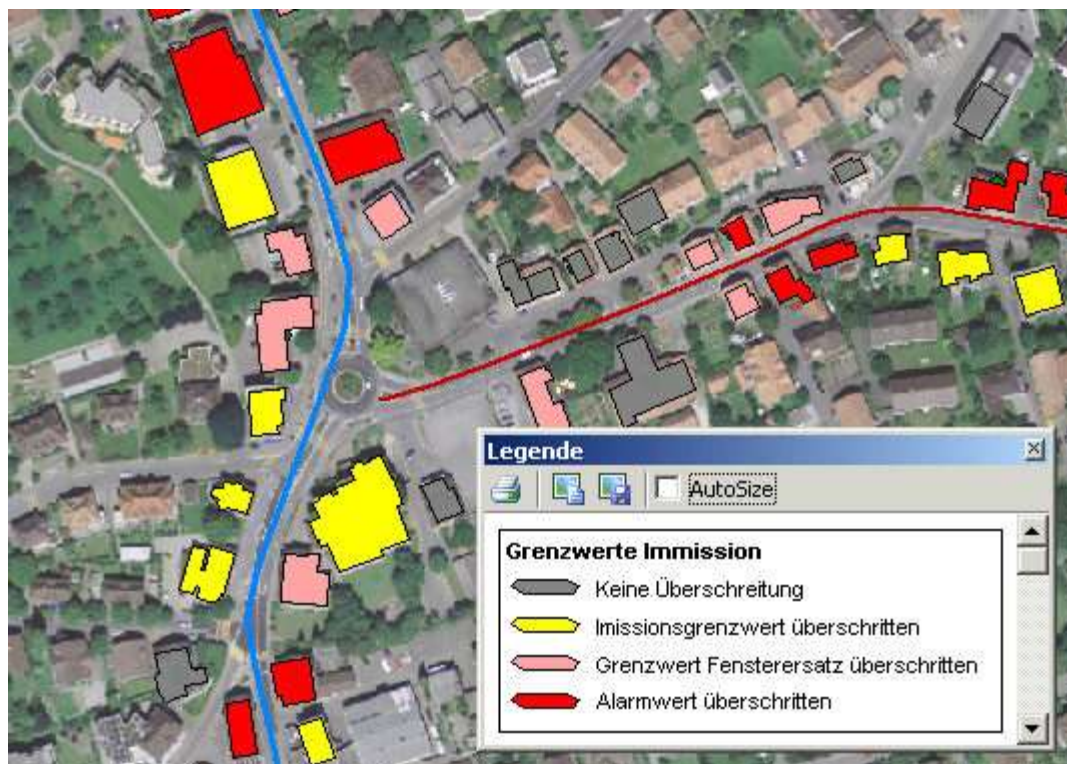 Legende
AutoSize
Grenzwerte Immission
Keine Überschreitung
Imissionsgrenzwert überschritten
Grenzwert Fensterersatz überschritten
Alarmwert überschritten